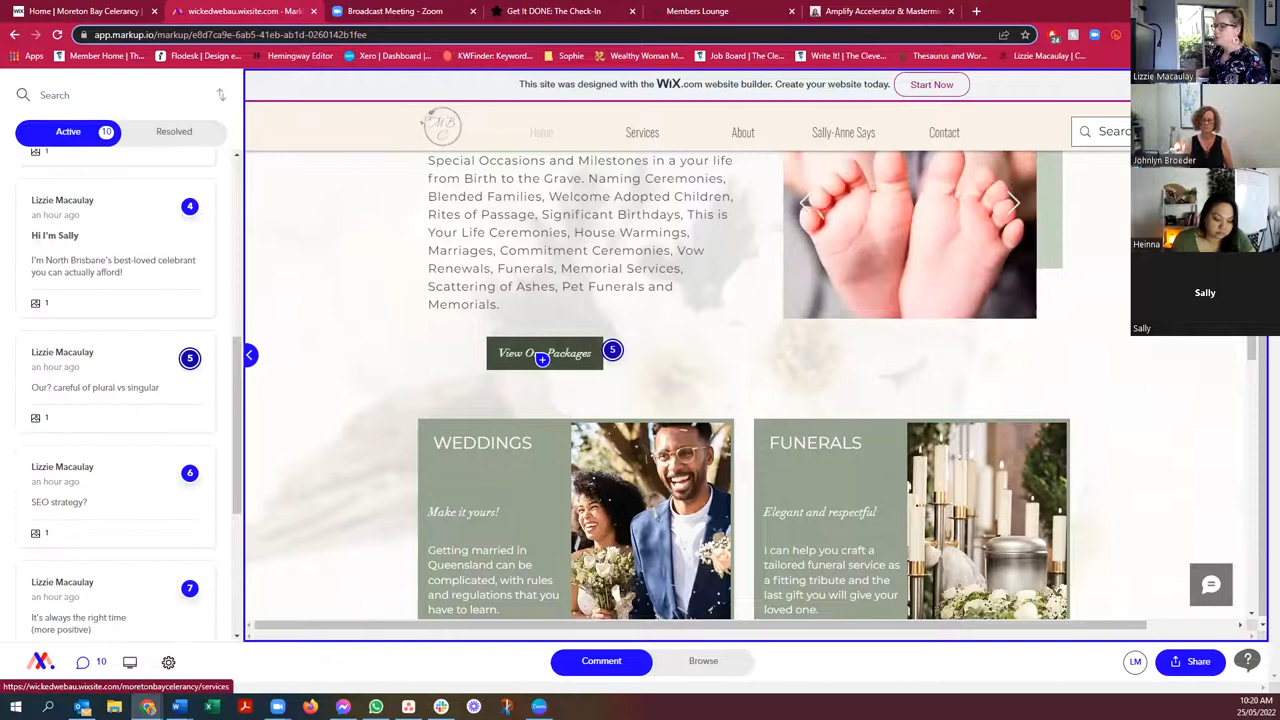 Home | Moreton Bay Celebrancy
wickedwebau.wixsite.com - Mark
Broadcast Meeting - Zoom
Get It DONE: The Check-In
Members Lounge
Amplify Accelerator & Mastermi
app.markup.io/markup/e8d7ca9e-6ab5-41eb-ab1d-0260142b1fee
24
Apps
Member Home | Th...
Flodesk | Design e...
Hemingway Editor
Xero | Dashboard |...
KWFinder: Keyword...
Sophie
Wealthy Woman M...
Job Board | The Cle...
Write It! | The Clever...
Thesaurus and Wor...
Lizzie Macaulay | C...
Search
Active 10
Resolved
1
Lizzie Macaulay
an hour ago
4
Hi I'm Sally
I'm North Brisbane's best-loved celebrant
you can actually afford!
1
Lizzie Macaulay
an hour ago
5
Our? careful of plural vs singular
1
Lizzie Macaulay
an hour ago
6
SEO strategy?
1
Lizzie Macaulay
an hour ago
7
It's always the right time
(more positive)
This site was designed with the WiX.com website builder. Create your website today.
Start Now
M B
C
Home
Services
About
Sally-Anne Says
Contact
Searc
Special Occasions and Milestones in a your life
from Birth to the Grave. Naming Ceremonies,
Blended Families, Welcome Adopted Children,
Rites of Passage, Significant Birthdays, This is
Your Life Ceremonies, House Warmings,
Marriages, Commitment Ceremonies, Vow
Renewals, Funerals, Memorial Services,
Scattering of Ashes, Pet Funerals and
Memorials.
View O Packages
5
WEDDINGS
Make it yours!
Getting married in
Queensland can be
complicated, with rules
and regulations that you
have to learn.
FUNERALS
Elegant and respectful
I can help you craft a
tailored funeral service as
a fitting tribute and the
last gift you will give your
loved one.
Lizzie Macaulay
Johnlyn Broeder
Heinna
Sally
Sally
10
Comment
Browse
LM
Share
https://wickedwebau.wixsite.com/moretonbaycelerancy/services
10:20 AM
25/05/2022